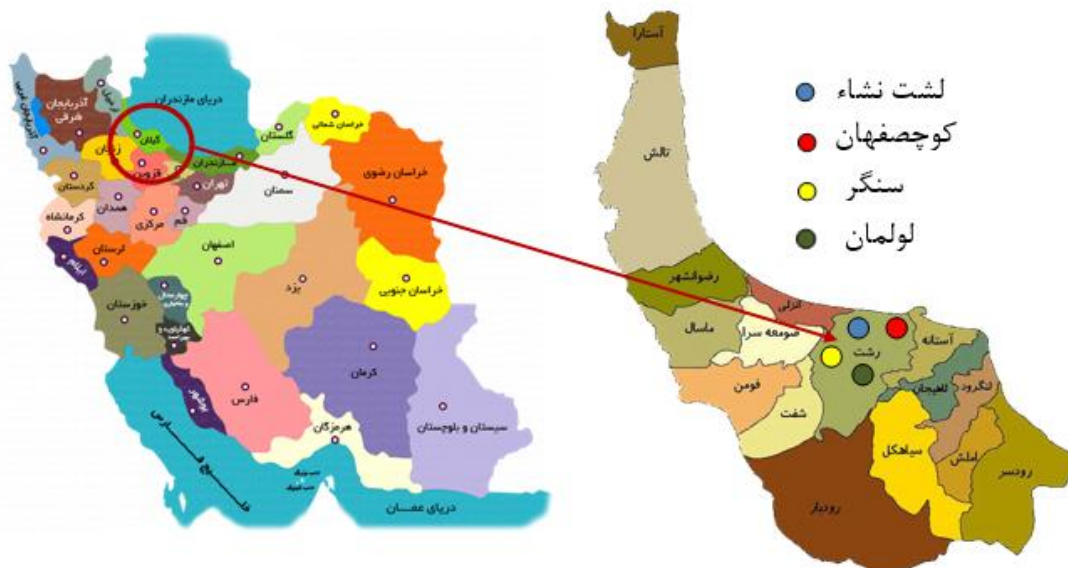 دریای مازندران
آذربایجان غربی
آذربایجان شرقی
اردبیل
گیلان
زنجان
قزوین
مازندران
گلستان
خراسان شمالی
خراسان رضوی
سمنان
تهران
کردستان
همدان
مرکزی
قم
کرمانشاه
لرستان
ایلام
اصفهان
یزد
خراسان جنوبی
خوزستان
کرمان
فارس
بوشهر
هرمزگان
سیستان و بلوچستان
خلیج فارس
دریای عمان
لشت نشاء
کوچصفهان
سنگر
لولمان
آستارا
تالش
رضوانشهر
انزلی
ماسال
صومعه سرا
رشت
آستانه
فومن
شفت
لاهیجان
لنگرود
سیاهکل
املش
رودسر
رودبار